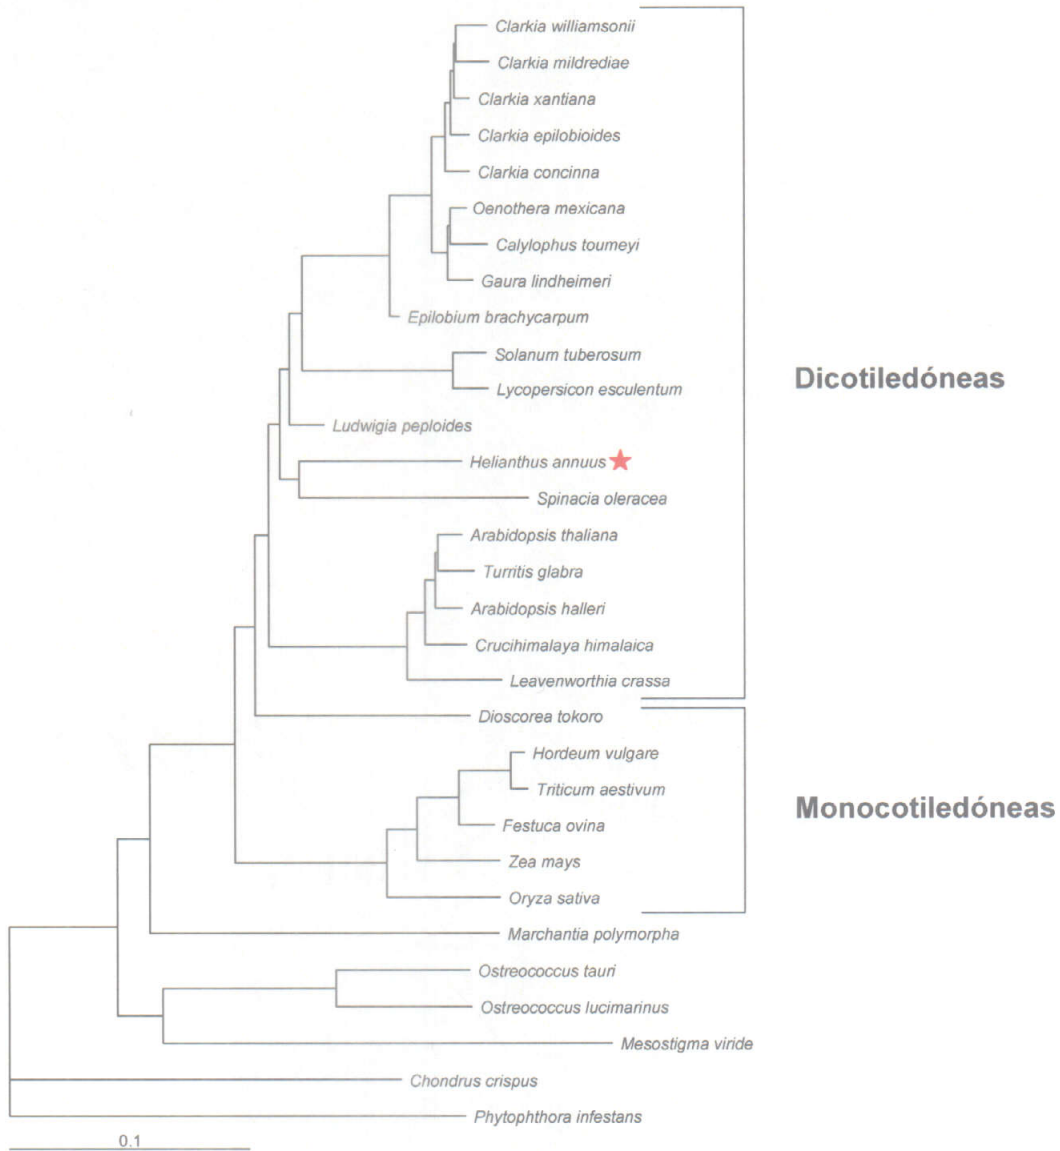 Clarkia williamsonii
Clarkia mildrediae
Clarkia xantiana
Clarkia epilobioides
Clarkia concinna
Oenothera mexicana
Calylophus toumeyi
Gaura lindheimeri
Epilobium brachycarpum
Solanum tuberosum
Lycopersicon esculentum
Dicotiledóneas
Ludwigia peploides
Helianthus annuus
Spinacia oleracea
Arabidopsis thaliana
Turritis glabra
Arabidopsis halleri
Crucihimalaya himalaica
Leavenworthia crassa
Dioscorea tokoro
Hordeum vulgare
Triticum aestivum
Monocotiledóneas
Festuca ovina
Zea mays
Oryza sativa
Marchantia polymorpha
Ostreococcus tauri
Ostreococcus lucimarinus
Mesostigma viride
Chondrus crispus
Phytophthora infestans
0.1